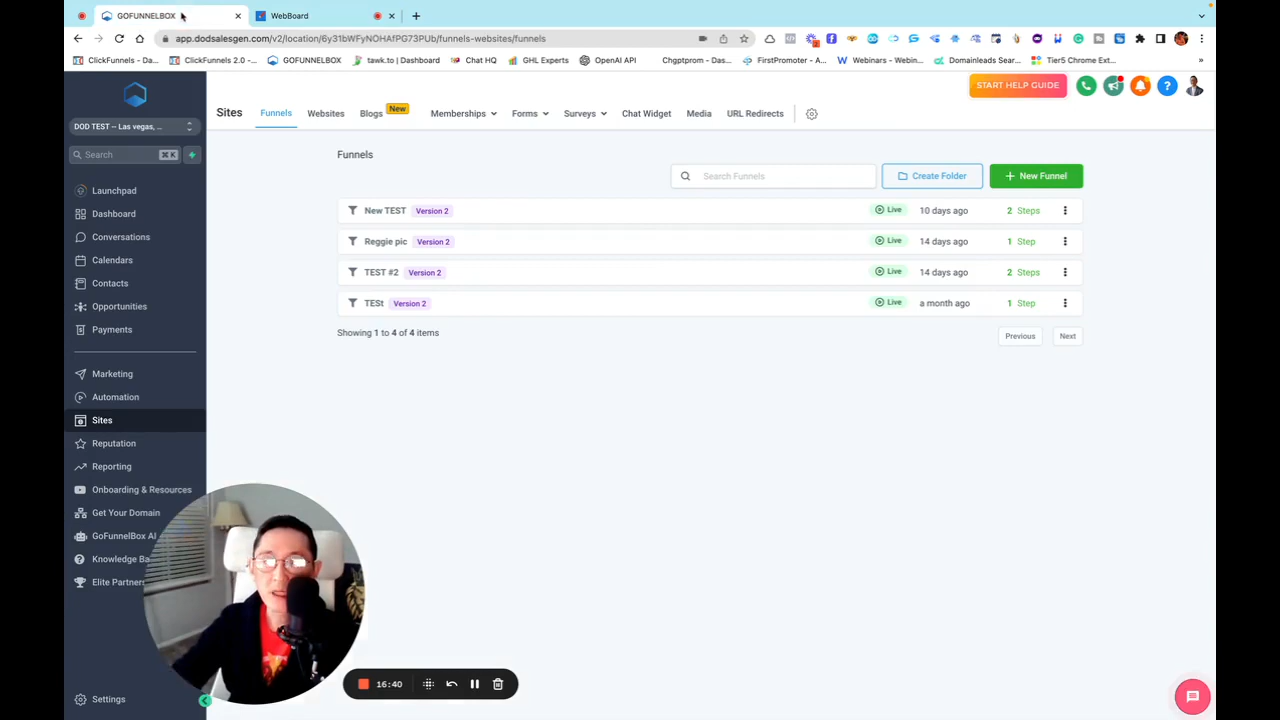 GOFUNNELBOX
WebBoard
app.dodsalesgen.com/v2/location/6y31bWFyNOHAfPG73PUb/funnels-websites/funnels
ClickFunnels - Da...
ClickFunnels 2.0 -...
GOFUNNELBOX
tawk.to | Dashboard
Chat HQ
GHL Experts
OpenAI API
Chgptprom - Das...
FirstPromoter - A...
Webinars – Webin...
Domainleads Sear...
Tier5 Chrome Ext...
»
START HELP GUIDE
Sites
Funnels
Websites
Blogs
New
Memberships
Forms
Surveys
Chat Widget
Media
URL Redirects
DOD TEST -- Las vegas, ...
Search
⌘ K
Launchpad
Dashboard
Conversations
Calendars
Contacts
Opportunities
Payments
Marketing
Automation
Sites
Reputation
Reporting
Onboarding & Resources
Get Your Domain
GoFunnelBox AI
Knowledge Ba
Elite Partner
Settings
Funnels
Search Funnels
Create Folder
+ New Funnel
New TEST Version 2 Live 10 days ago 2 Steps
Reggie pic Version 2 Live 14 days ago 1 Step
TEST #2 Version 2 Live 14 days ago 2 Steps
TESt Version 2 Live a month ago 1 Step
Showing 1 to 4 of 4 items
Previous
Next
16:40